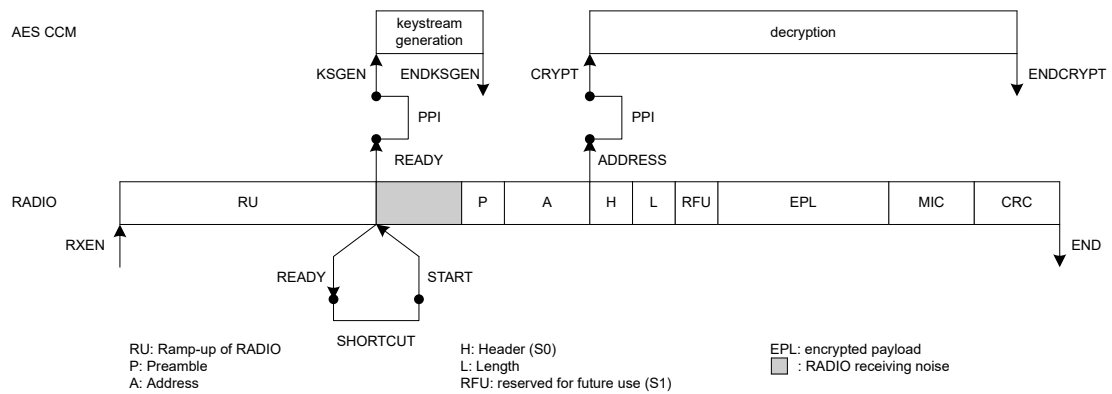 AES CCM
keystream
generation
decryption
KSGEN
ENDKSGEN
CRYPT
ENDCRYPT
PPI
PPI
READY
ADDRESS
RADIO
RU
P
A
H
L
RFU
EPL
MIC
CRC
RXEN
END
READY
START
SHORTCUT
RU: Ramp-up of RADIO
P: Preamble
A: Address
H: Header (S0)
L: Length
RFU: reserved for future use (S1)
EPL: encrypted payload
: RADIO receiving noise